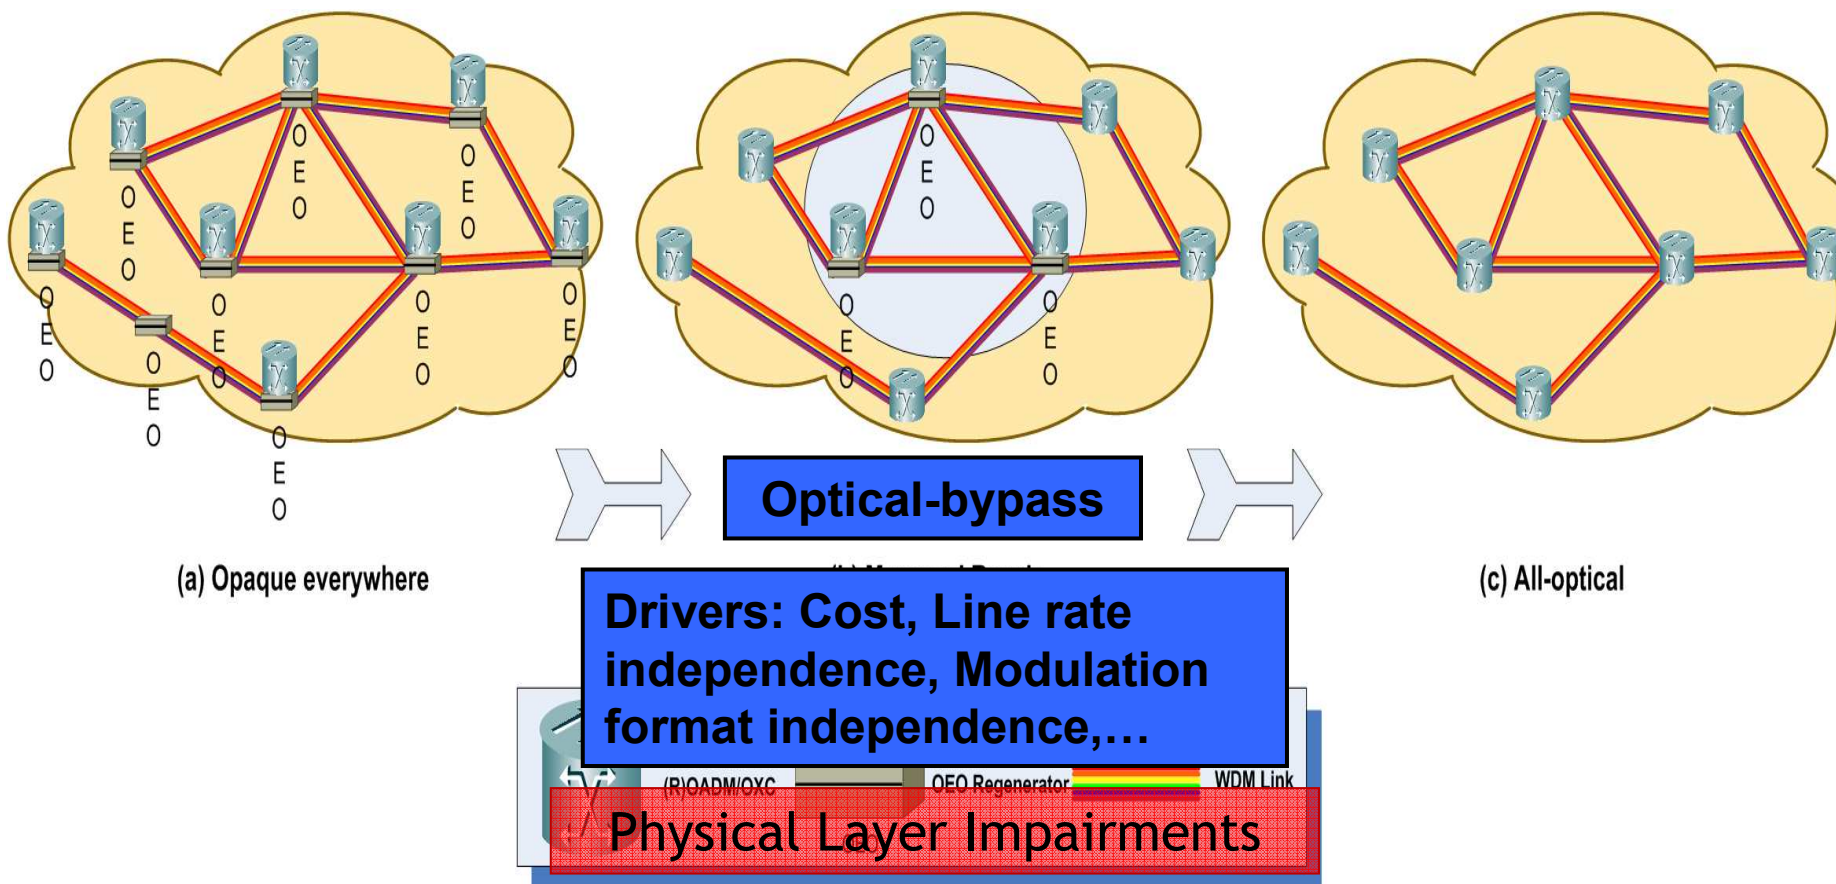 O
E
O
O
E
O
O
E
O
O
E
O
O
E
O
O
E
O
O
E
O
O
E
O
O
E
O
O
E
O
O
E
O
O
E
O
Optical-bypass
(a) Opaque everywhere
(c) All-optical
Drivers: Cost, Line rate
independence, Modulation
format independence,...
(R)OADM/OXC
OEO Regenerator
WDM Link
Physical Layer Impairments
OEO